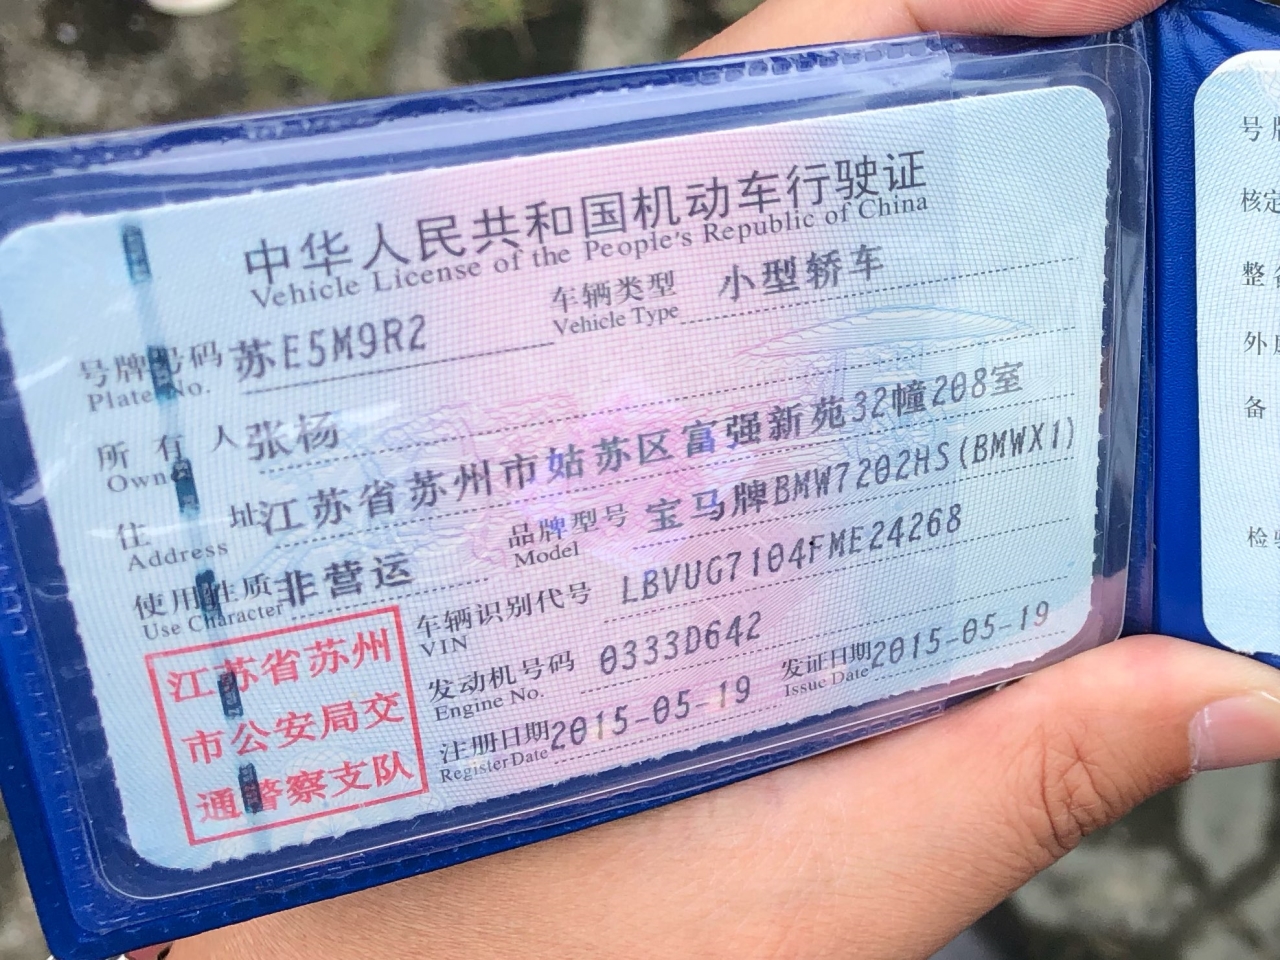 中华人民共和国机动车行驶证
Vehicle License of the People's Republic of China
号牌号码 苏E5M9R2 车辆类型 小型轿车
Plate No. Vehicle Type
所有人 张杨
Owner
住址 江苏省苏州市姑苏区富强新苑32幢208室
Address
使用性质 非营运 品牌型号 宝马牌BMW7202HS(BMWX1)
Use Character Model
车辆识别代号 LBVUG7104FME24268
VIN
发动机号码 0333D642
Engine No.
注册日期 2015-05-19 发证日期 2015-05-19
Register Date Issue Date
江苏省苏州
市公安局交
通警察支队
号牌
核定
整备
外廓
备
检验